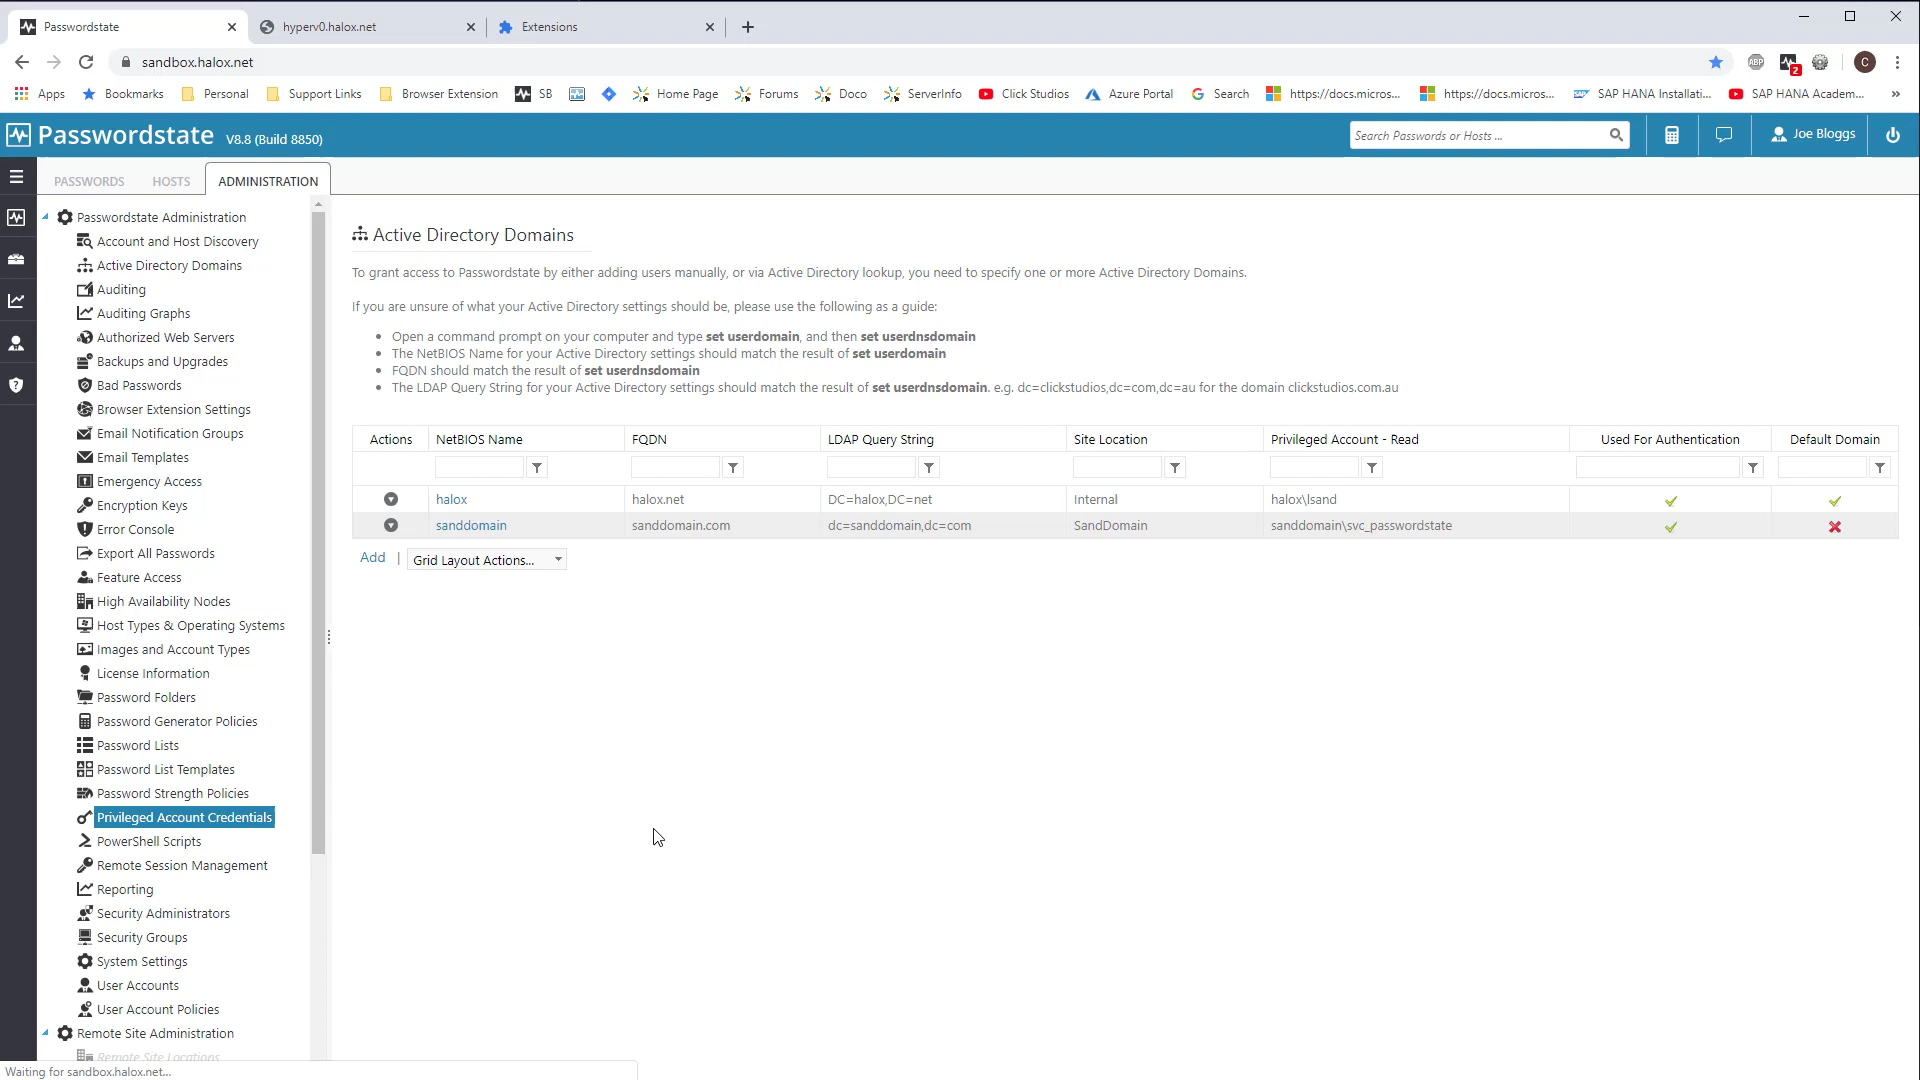 Passwordstate
hyperv0.halox.net
Extensions
sandbox.halox.net
ABP
2
C
Apps
Bookmarks
Personal
Support Links
Browser Extension
SB
Home Page
Forums
Doco
ServerInfo
Click Studios
Azure Portal
Search
https://docs.micros...
https://docs.micros...
SAP HANA Installati...
SAP HANA Academ...
»
Passwordstate V8.8 (Build 8850)
Search Passwords or Hosts ...
Joe Bloggs
PASSWORDS
HOSTS
ADMINISTRATION
Passwordstate Administration
Account and Host Discovery
Active Directory Domains
Auditing
Auditing Graphs
Authorized Web Servers
Backups and Upgrades
Bad Passwords
Browser Extension Settings
Email Notification Groups
Email Templates
Emergency Access
Encryption Keys
Error Console
Export All Passwords
Feature Access
High Availability Nodes
Host Types & Operating Systems
Images and Account Types
License Information
Password Folders
Password Generator Policies
Password Lists
Password List Templates
Password Strength Policies
Privileged Account Credentials
PowerShell Scripts
Remote Session Management
Reporting
Security Administrators
Security Groups
System Settings
User Accounts
User Account Policies
Remote Site Administration
Remote Site Locations
Waiting for sandbox.halox.net...
Active Directory Domains
To grant access to Passwordstate by either adding users manually, or via Active Directory lookup, you need to specify one or more Active Directory Domains.
If you are unsure of what your Active Directory settings should be, please use the following as a guide:
• Open a command prompt on your computer and type set userdomain, and then set userdnsdomain
• The NetBIOS Name for your Active Directory settings should match the result of set userdomain
• FQDN should match the result of set userdnsdomain
• The LDAP Query String for your Active Directory settings should match the result of set userdnsdomain. e.g. dc=clickstudios,dc=com,dc=au for the domain clickstudios.com.au
Actions NetBIOS Name FQDN LDAP Query String Site Location Privileged Account - Read Used For Authentication Default Domain
halox halox.net DC=halox,DC=net Internal halox\lsand
sanddomain sanddomain.com dc=sanddomain,dc=com SandDomain sanddomain\svc_passwordstate
Add | Grid Layout Actions...